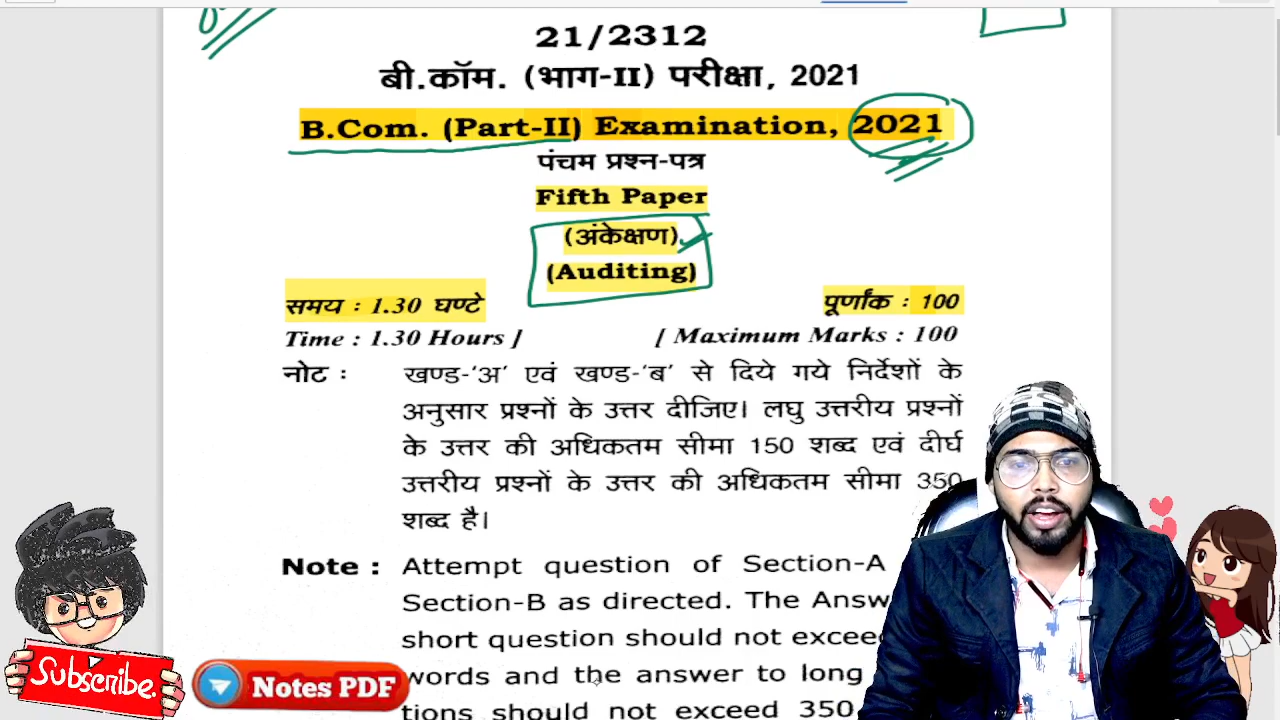 21/2312
बी.कॉम. (भाग-II) परीक्षा, 2021
B.Com. (Part-II) Examination, 2021
पंचम प्रश्न-पत्र
Fifth Paper
(अंकेक्षण)
(Auditing)
समय : 1.30 घण्टे पूर्णांक : 100
Time : 1.30 Hours ] [ Maximum Marks : 100
नोट : खण्ड-‘अ’ एवं खण्ड-‘ब’ से दिये गये निर्देशों के
अनुसार प्रश्नों के उत्तर दीजिए। लघु उत्तरीय प्रश्नों
के उत्तर की अधिकतम सीमा 150 शब्द एवं दीर्घ
उत्तरीय प्रश्नों के उत्तर की अधिकतम सीमा 350
शब्द है।
Note : Attempt question of Section-A
Section-B as directed. The Answ
short question should not exceed
words and the answer to long
tions should not exceed 350
Subscribe.
Notes PDF